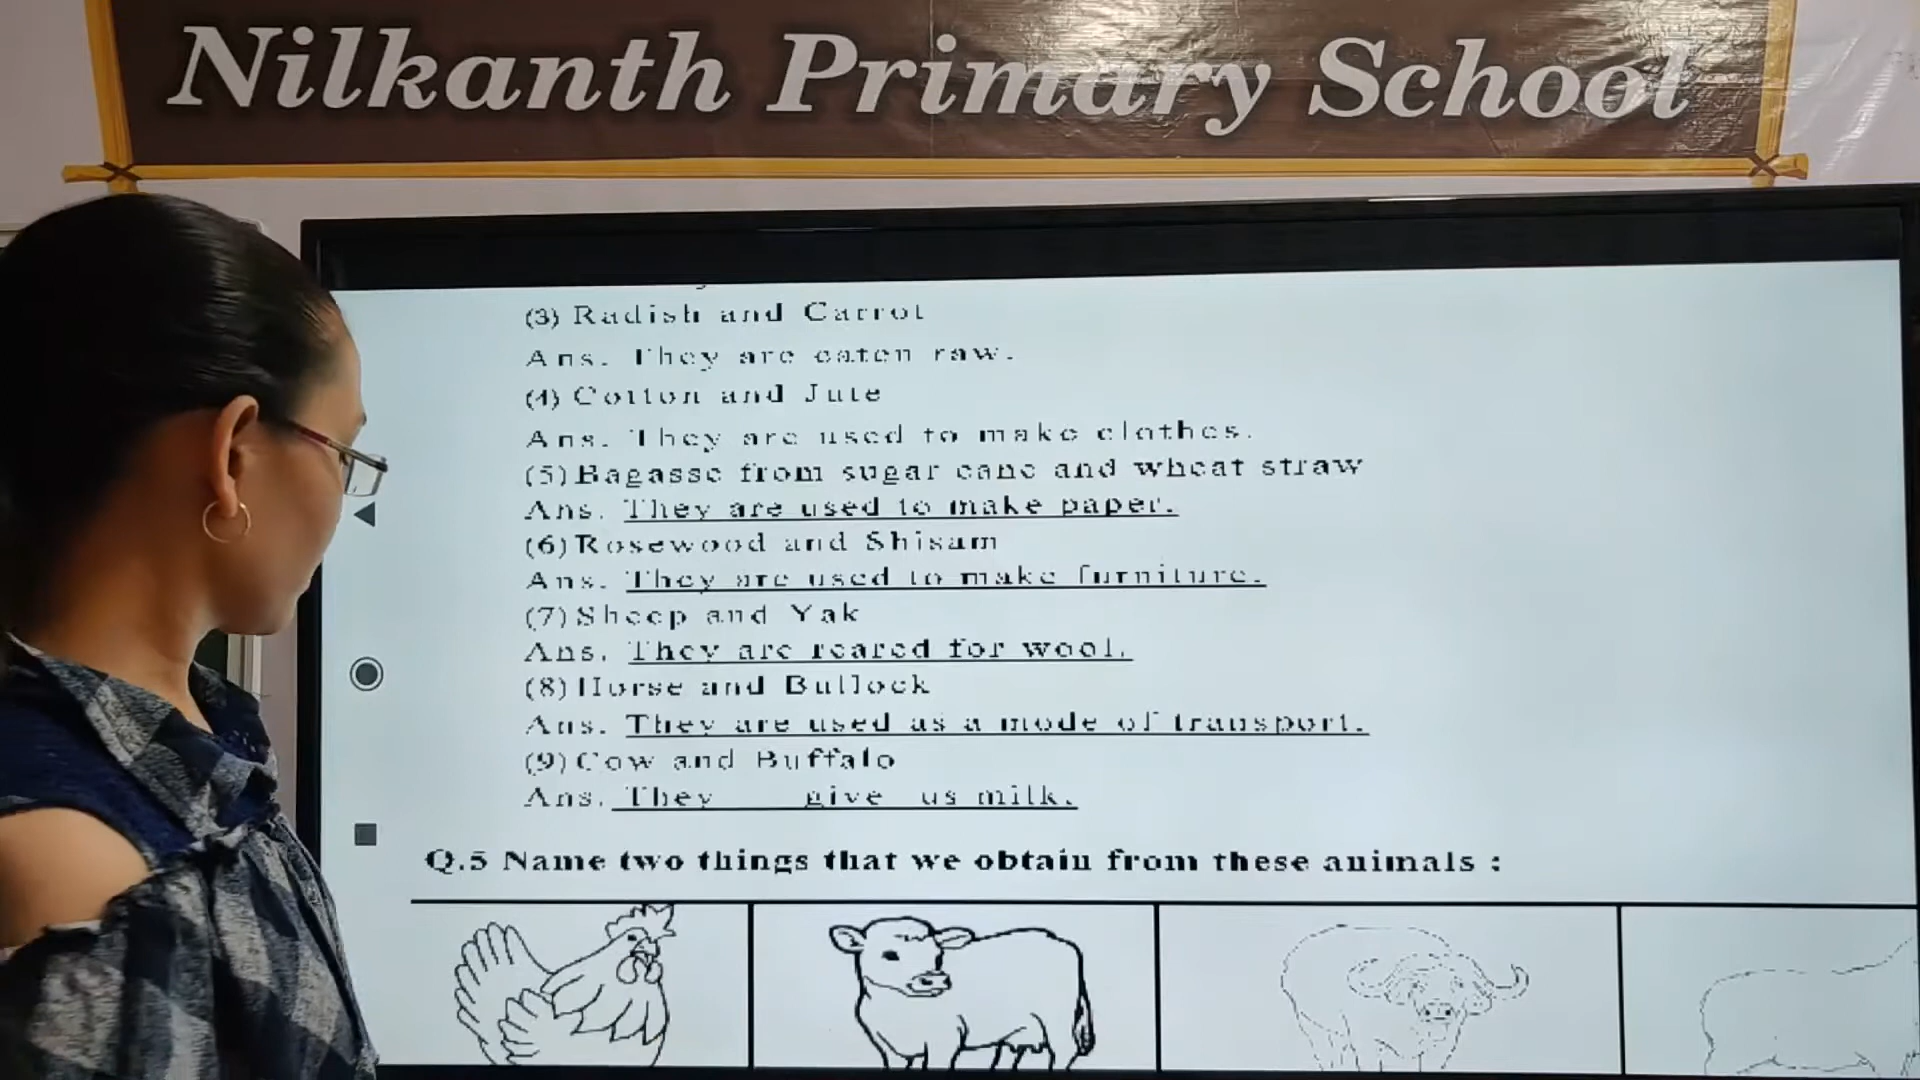 Nilkanth Primary School
(3) Radish and Carrot
Ans. They are eaten raw.
(4) Cotton and Jute
Ans. They are used to make clothes.
(5) Bagasse from sugar cane and wheat straw
Ans. They are used to make paper.
(6) Rosewood and Shisam
Ans. They are used to make furniture.
(7) Sheep and Yak
Ans. They are reared for wool.
(8) Horse and Bullock
Ans. They are used as a mode of transport.
(9) Cow and Buffalo
Ans. They give us milk.
Q.5 Name two things that we obtain from these animals :